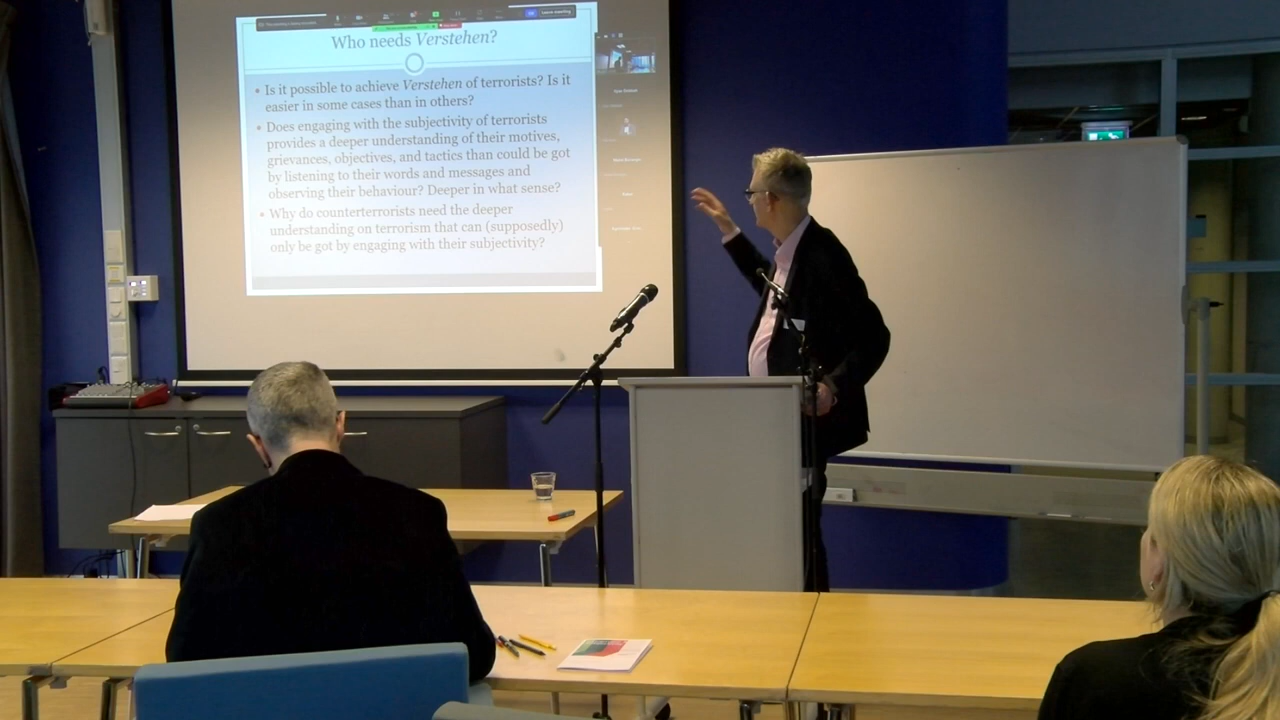 Who needs Verstehen?
• Is it possible to achieve Verstehen of terrorists? Is it
easier in some cases than in others?
• Does engaging with the subjectivity of terrorists
provides a deeper understanding of their motives,
grievances, objectives, and tactics than could be got
by listening to their words and messages and
observing their behaviour? Deeper in what sense?
• Why do counterterrorists need the deeper
understanding on terrorism that can (supposedly)
only be got by engaging with their subjectivity?